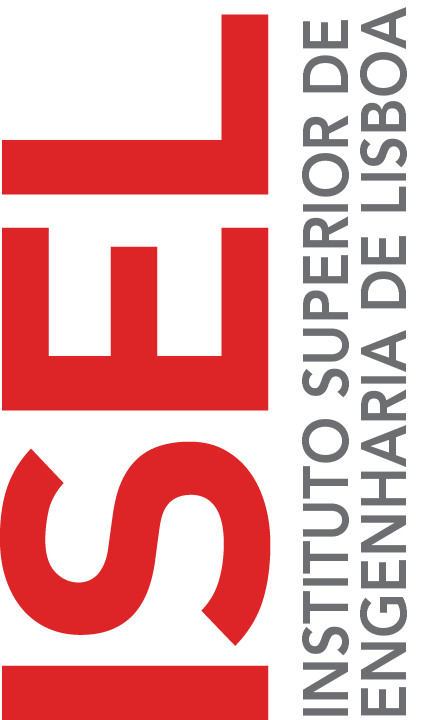 ISEL
INSTITUTO SUPERIOR DE
ENGENHARIA DE LISBOA